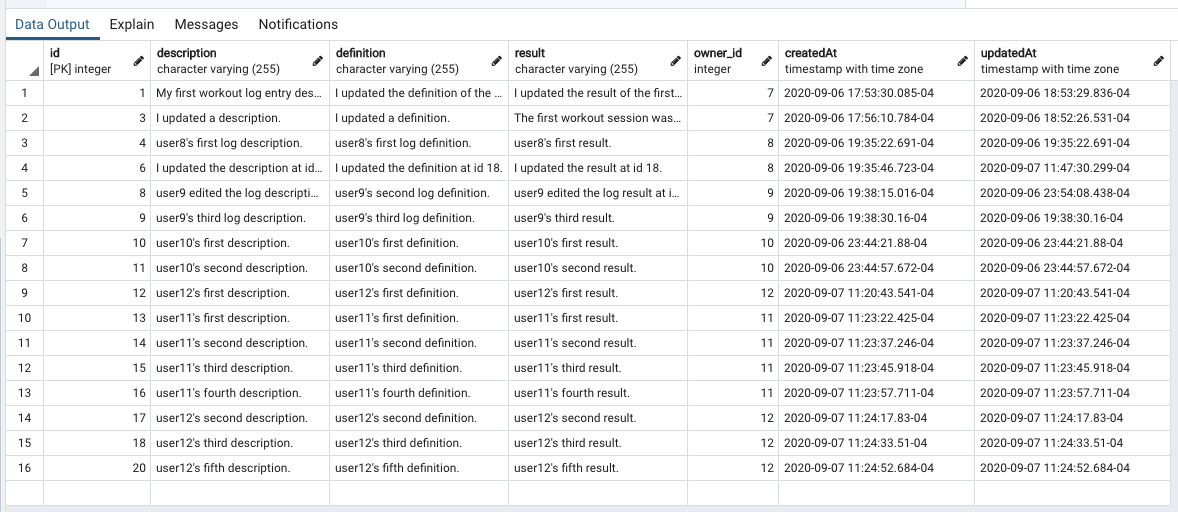 Data Output Explain Messages Notifications
id description definition result owner_id createdAt updatedAt
[PK] integer character varying (255) character varying (255) character varying (255) integer timestamp with time zone timestamp with time zone
1 1 My first workout log entry des... I updated the definition of the ... I updated the result of the first... 7 2020-09-06 17:53:30.085-04 2020-09-06 18:53:29.836-04
2 3 I updated a description. I updated a definition. The first workout session was... 7 2020-09-06 17:56:10.784-04 2020-09-06 18:52:26.531-04
3 4 user8's first log description. user8's first log definition. user8's first result. 8 2020-09-06 19:35:22.691-04 2020-09-06 19:35:22.691-04
4 6 I updated the description at id... I updated the definition at id 18. I updated the result at id 18. 8 2020-09-06 19:35:46.723-04 2020-09-07 11:47:30.299-04
5 8 user9 edited the log descripti... user9's second log definition. user9 edited the log result at i... 9 2020-09-06 19:38:15.016-04 2020-09-06 23:54:08.438-04
6 9 user9's third log description. user9's third log definition. user9's third result. 9 2020-09-06 19:38:30.16-04 2020-09-06 19:38:30.16-04
7 10 user10's first description. user10's first definition. user10's first result. 10 2020-09-06 23:44:21.88-04 2020-09-06 23:44:21.88-04
8 11 user10's second description. user10's second definition. user10's second result. 10 2020-09-06 23:44:57.672-04 2020-09-06 23:44:57.672-04
9 12 user12's first description. user12's first definition. user12's first result. 12 2020-09-07 11:20:43.541-04 2020-09-07 11:20:43.541-04
10 13 user11's first description. user11's first definition. user11's first result. 11 2020-09-07 11:23:22.425-04 2020-09-07 11:23:22.425-04
11 14 user11's second description. user11's second definition. user11's second result. 11 2020-09-07 11:23:37.246-04 2020-09-07 11:23:37.246-04
12 15 user11's third description. user11's third definition. user11's third result. 11 2020-09-07 11:23:45.918-04 2020-09-07 11:23:45.918-04
13 16 user11's fourth description. user11's fourth definition. user11's fourth result. 11 2020-09-07 11:23:57.711-04 2020-09-07 11:23:57.711-04
14 17 user12's second description. user12's second definition. user12's second result. 12 2020-09-07 11:24:17.83-04 2020-09-07 11:24:17.83-04
15 18 user12's third description. user12's third definition. user12's third result. 12 2020-09-07 11:24:33.51-04 2020-09-07 11:24:33.51-04
16 20 user12's fifth description. user12's fifth definition. user12's fifth result. 12 2020-09-07 11:24:52.684-04 2020-09-07 11:24:52.684-04